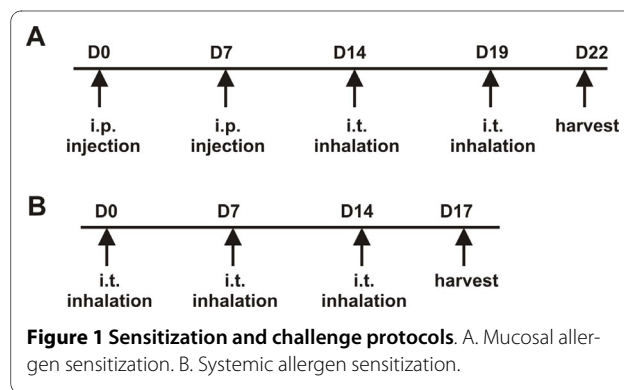 A
D0 D7 D14 D19 D22
i.p. i.p. i.t. i.t. harvest
injection injection inhalation inhalation
B
D0 D7 D14 D17
i.t. i.t. i.t. harvest
inhalation inhalation inhalation
Figure 1 Sensitization and challenge protocols. A. Mucosal aller-
gen sensitization. B. Systemic allergen sensitization.